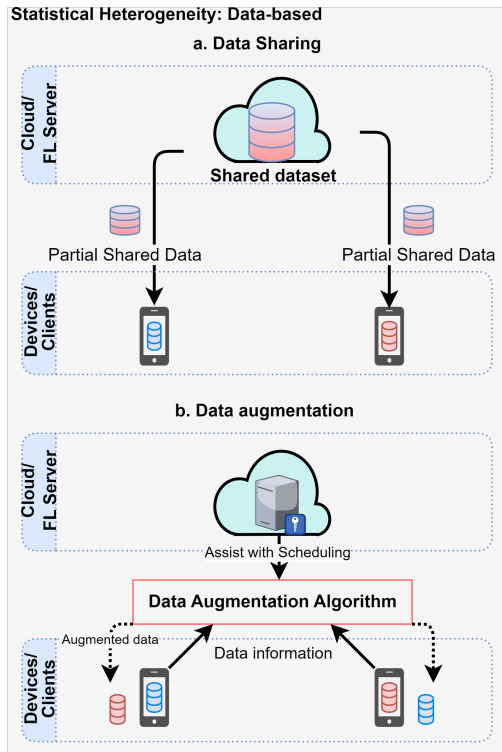 Statistical Heterogeneity: Data-based
a. Data Sharing
Cloud/
FL Server
Shared dataset
Partial Shared Data
Partial Shared Data
Devices/
Clients
b. Data augmentation
Cloud/
FL Server
Assist with Scheduling
Data Augmentation Algorithm
Augmented data
Data information
Devices/
Clients